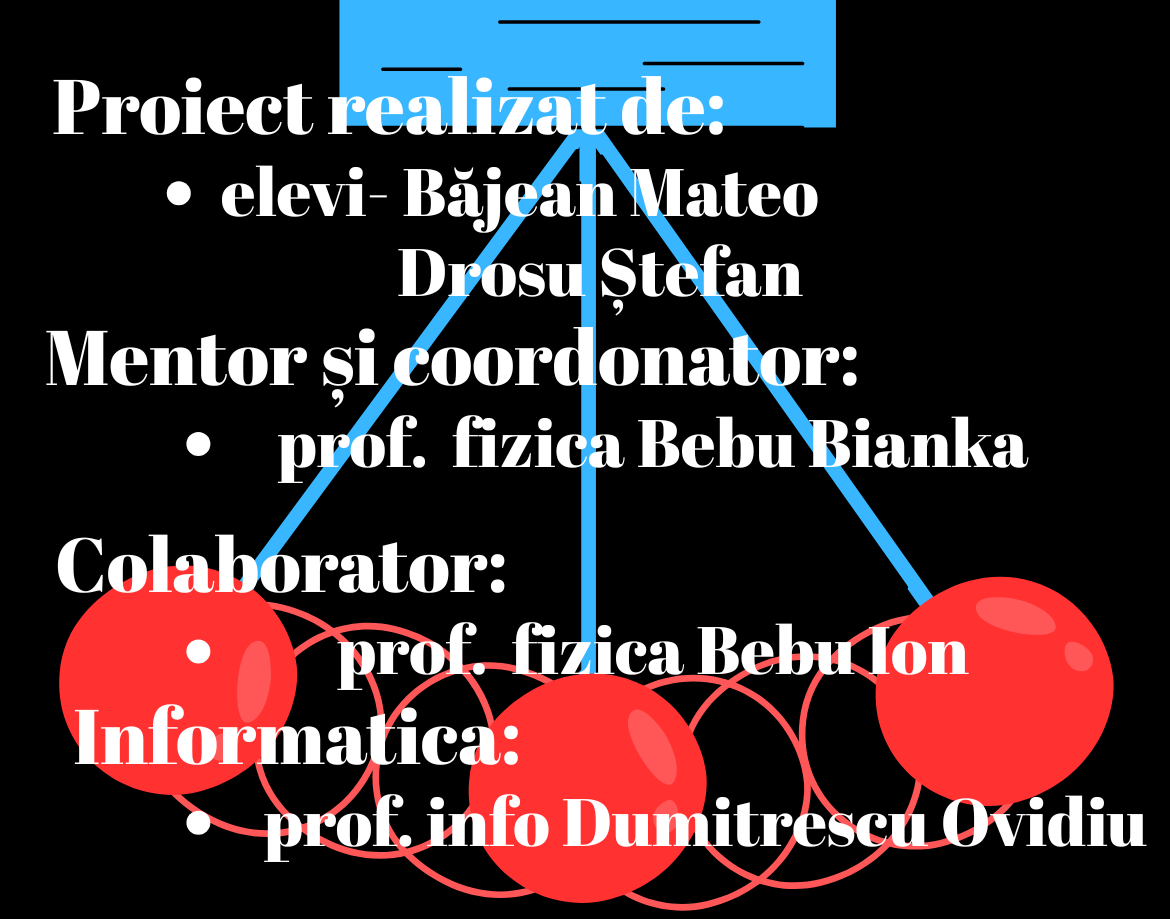 Proiect realizat de:
• elevi- Băjean Mateo
Drosu Ștefan
Mentor și coordonator:
• prof. fizica Bebu Bianka
Colaborator:
• prof. fizica Bebu Ion
Informatica:
• prof. info Dumitrescu Ovidiu